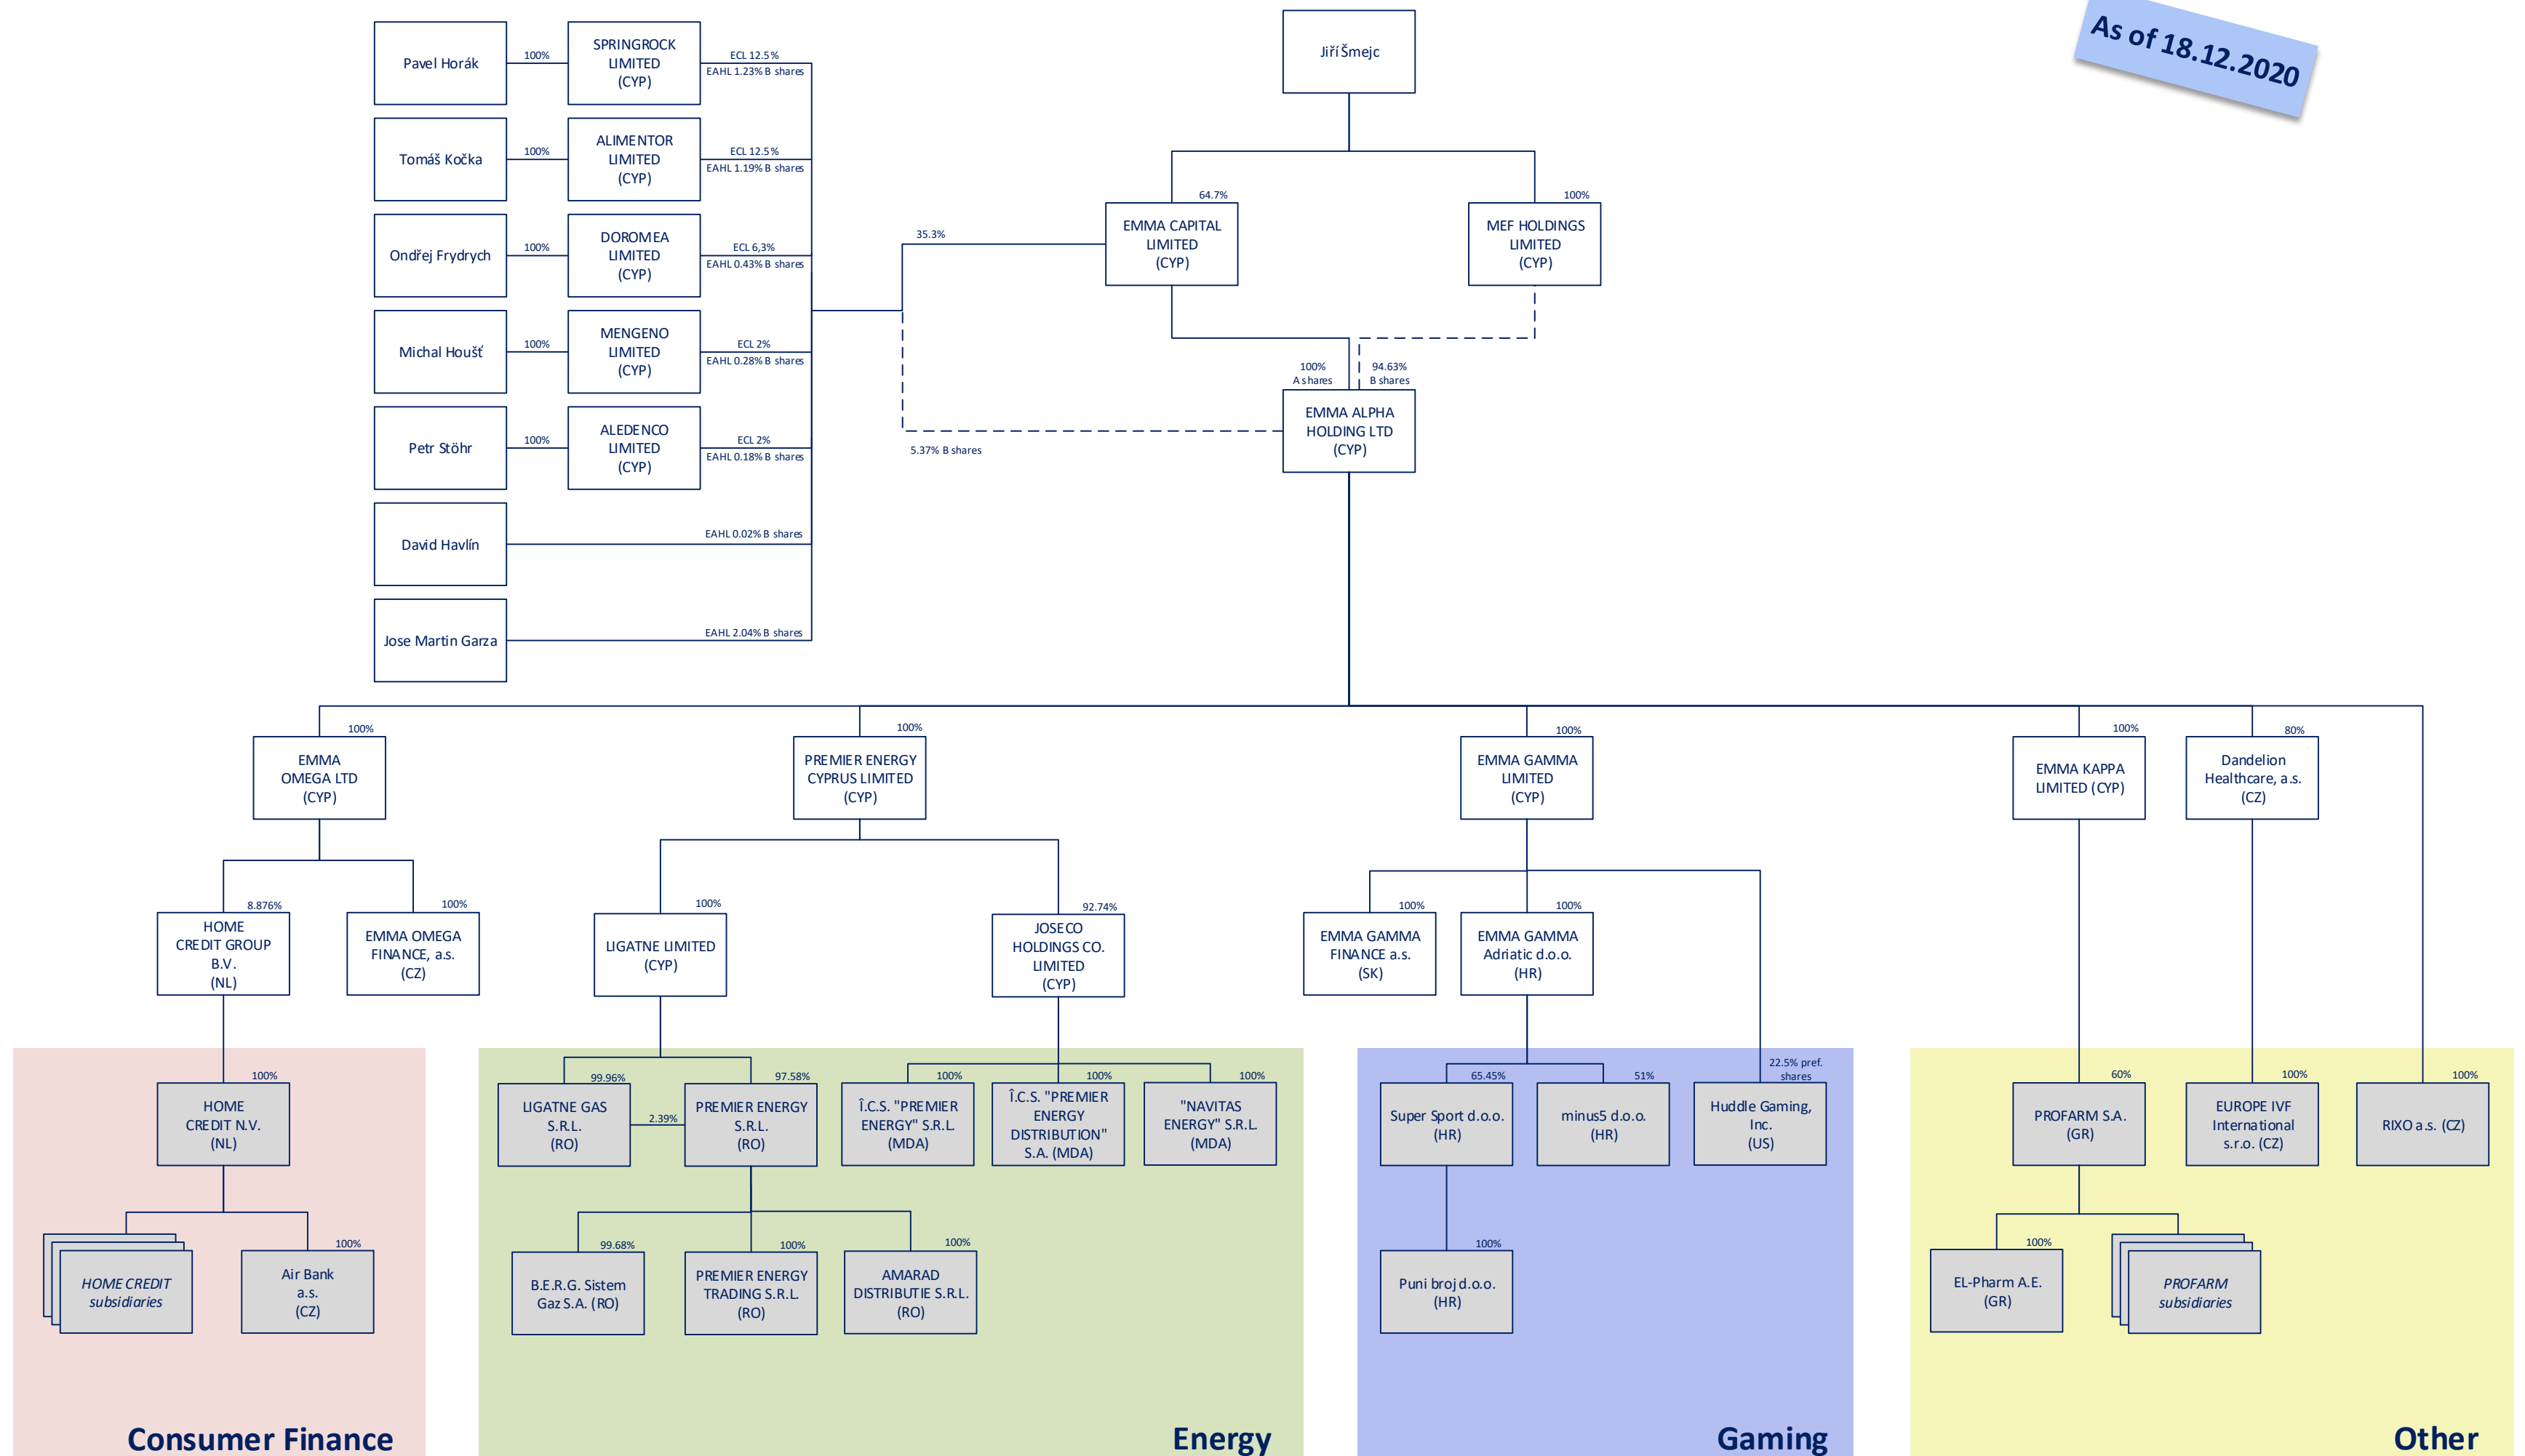 As of 18.12.2020
Jiří Šmejc
Pavel Horák
100%
SPRINGROCK
LIMITED
(CYP)
ECL 12.5%
EAHL 1.23% B shares
Tomáš Kočka
100%
ALIMENTOR
LIMITED
(CYP)
ECL 12.5%
EAHL 1.19% B shares
Ondřej Frydrych
100%
DOROMEA
LIMITED
(CYP)
ECL 6,3%
EAHL 0.43% B shares
Michal Houšť
100%
MENGENO
LIMITED
(CYP)
ECL 2%
EAHL 0.28% B shares
Petr Stöhr
100%
ALEDENCO
LIMITED
(CYP)
ECL 2%
EAHL 0.18% B shares
David Havlín
EAHL 0.02% B shares
Jose Martin Garza
EAHL 2.04% B shares
35.3%
5.37% B shares
64.7%
EMMA CAPITAL
LIMITED
(CYP)
100%
MEF HOLDINGS
LIMITED
(CYP)
100%
A shares
94.63%
B shares
EMMA ALPHA
HOLDING LTD
(CYP)
100%
EMMA
OMEGA LTD
(CYP)
100%
PREMIER ENERGY
CYPRUS LIMITED
(CYP)
100%
EMMA GAMMA
LIMITED
(CYP)
100%
EMMA KAPPA
LIMITED (CYP)
80%
Dandelion
Healthcare, a.s.
(CZ)
8.876%
HOME
CREDIT GROUP
B.V.
(NL)
100%
EMMA OMEGA
FINANCE, a.s.
(CZ)
100%
LIGATNE LIMITED
(CYP)
92.74%
JOSECO
HOLDINGS CO.
LIMITED
(CYP)
100%
EMMA GAMMA
FINANCE a.s.
(SK)
100%
EMMA GAMMA
Adriatic d.o.o.
(HR)
100%
HOME
CREDIT N.V.
(NL)
99.96%
LIGATNE GAS
S.R.L.
(RO)
2.39%
97.58%
PREMIER ENERGY
S.R.L.
(RO)
100%
Î.C.S. "PREMIER
ENERGY" S.R.L.
(MDA)
100%
Î.C.S. "PREMIER
ENERGY
DISTRIBUTION"
S.A. (MDA)
100%
"NAVITAS
ENERGY" S.R.L.
(MDA)
65.45%
Super Sport d.o.o.
(HR)
51%
minus5 d.o.o.
(HR)
22.5% pref.
shares
Huddle Gaming,
Inc.
(US)
60%
PROFARM S.A.
(GR)
100%
EUROPE IVF
International
s.r.o. (CZ)
100%
RIXO a.s. (CZ)
HOME CREDIT
subsidiaries
100%
Air Bank
a.s.
(CZ)
99.68%
B.E.R.G. Sistem
Gaz S.A. (RO)
100%
PREMIER ENERGY
TRADING S.R.L.
(RO)
100%
AMARAD
DISTRIBUTIE S.R.L.
(RO)
100%
Puni broj d.o.o.
(HR)
100%
EL-Pharm A.E.
(GR)
PROFARM
subsidiaries
Consumer Finance
Energy
Gaming
Other